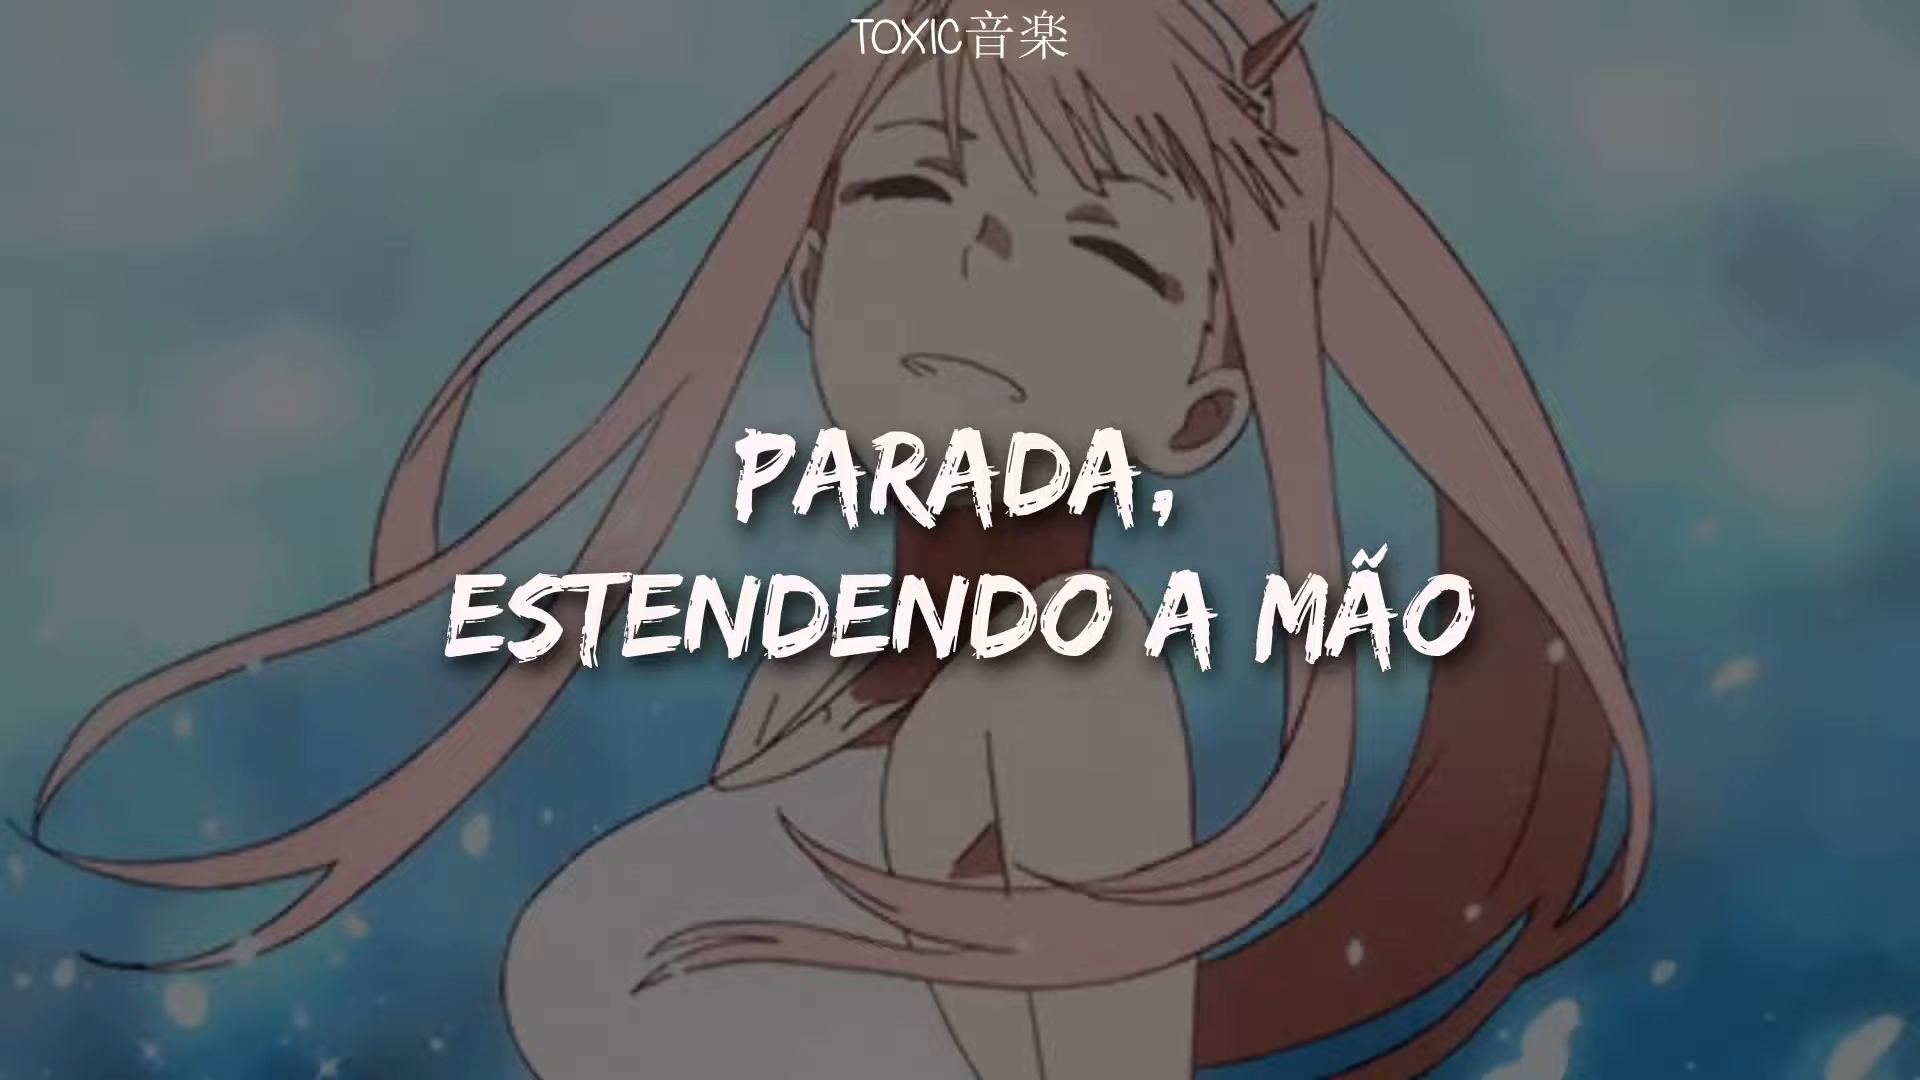 TOXIC音楽
PARADA,
ESTENDENDO A MÃO